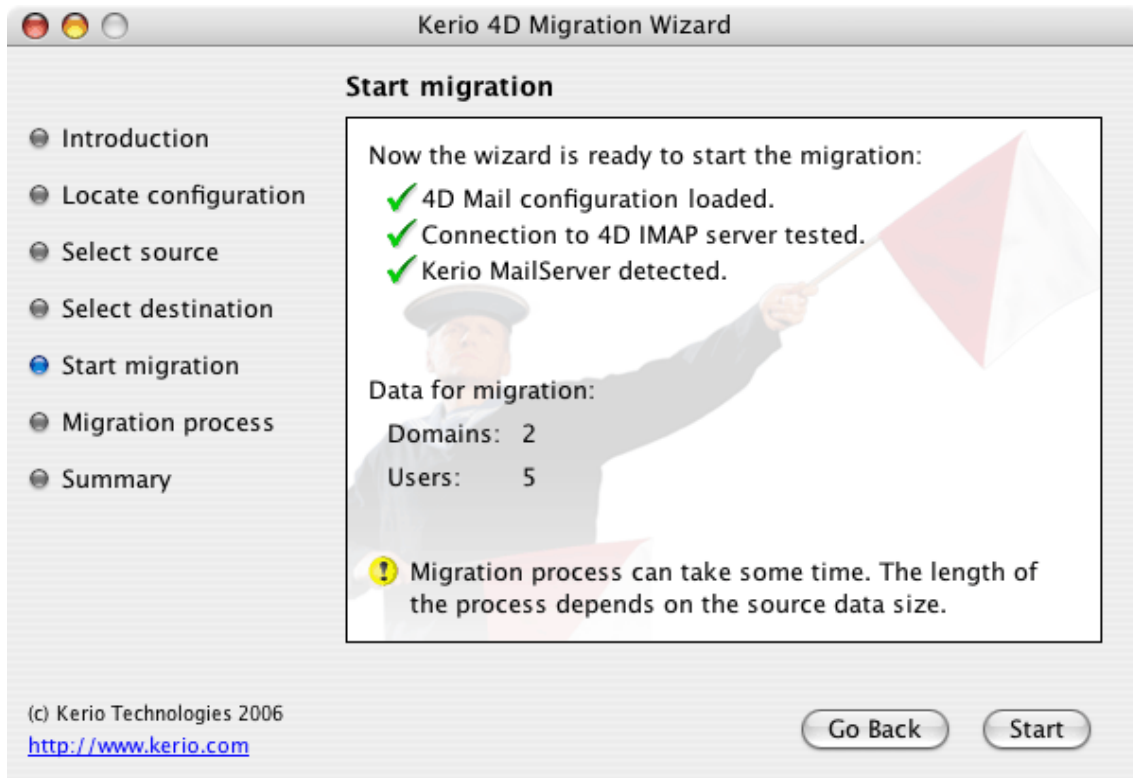 Kerio 4D Migration Wizard
Start migration
Introduction
Locate configuration
Select source
Select destination
Start migration
Migration process
Summary
Now the wizard is ready to start the migration:
4D Mail configuration loaded.
Connection to 4D IMAP server tested.
Kerio MailServer detected.
Data for migration:
Domains: 2
Users: 5
Migration process can take some time. The length of
the process depends on the source data size.
(c) Kerio Technologies 2006
http://www.kerio.com
Go Back
Start